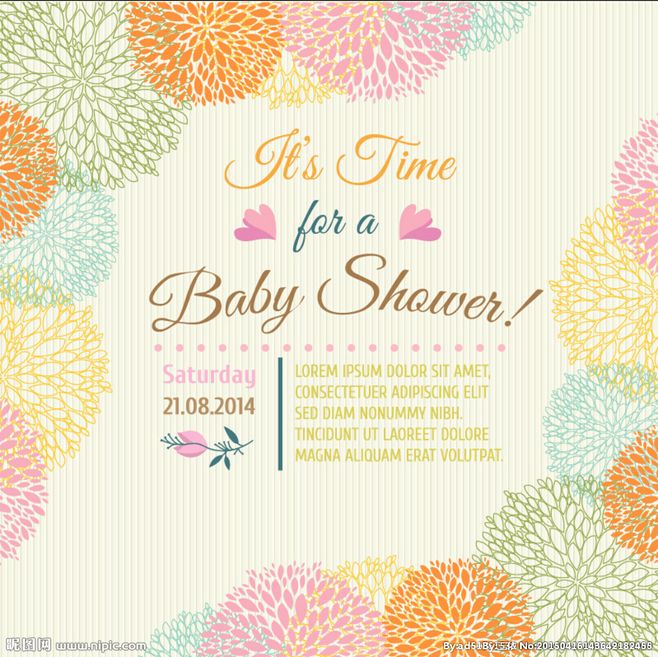 It's Time
for a
Baby Shower!
Saturday
21.08.2014
LOREM IPSUM DOLOR SIT AMET,
CONSECTETUER ADIPISCING ELIT
SED DIAM NONUMMY NIBH.
TINCIDUNT UT LAOREET DOLORE
MAGNA ALIQUAM ERAT VOLUTPAT.
昵图网 www.nipic.com